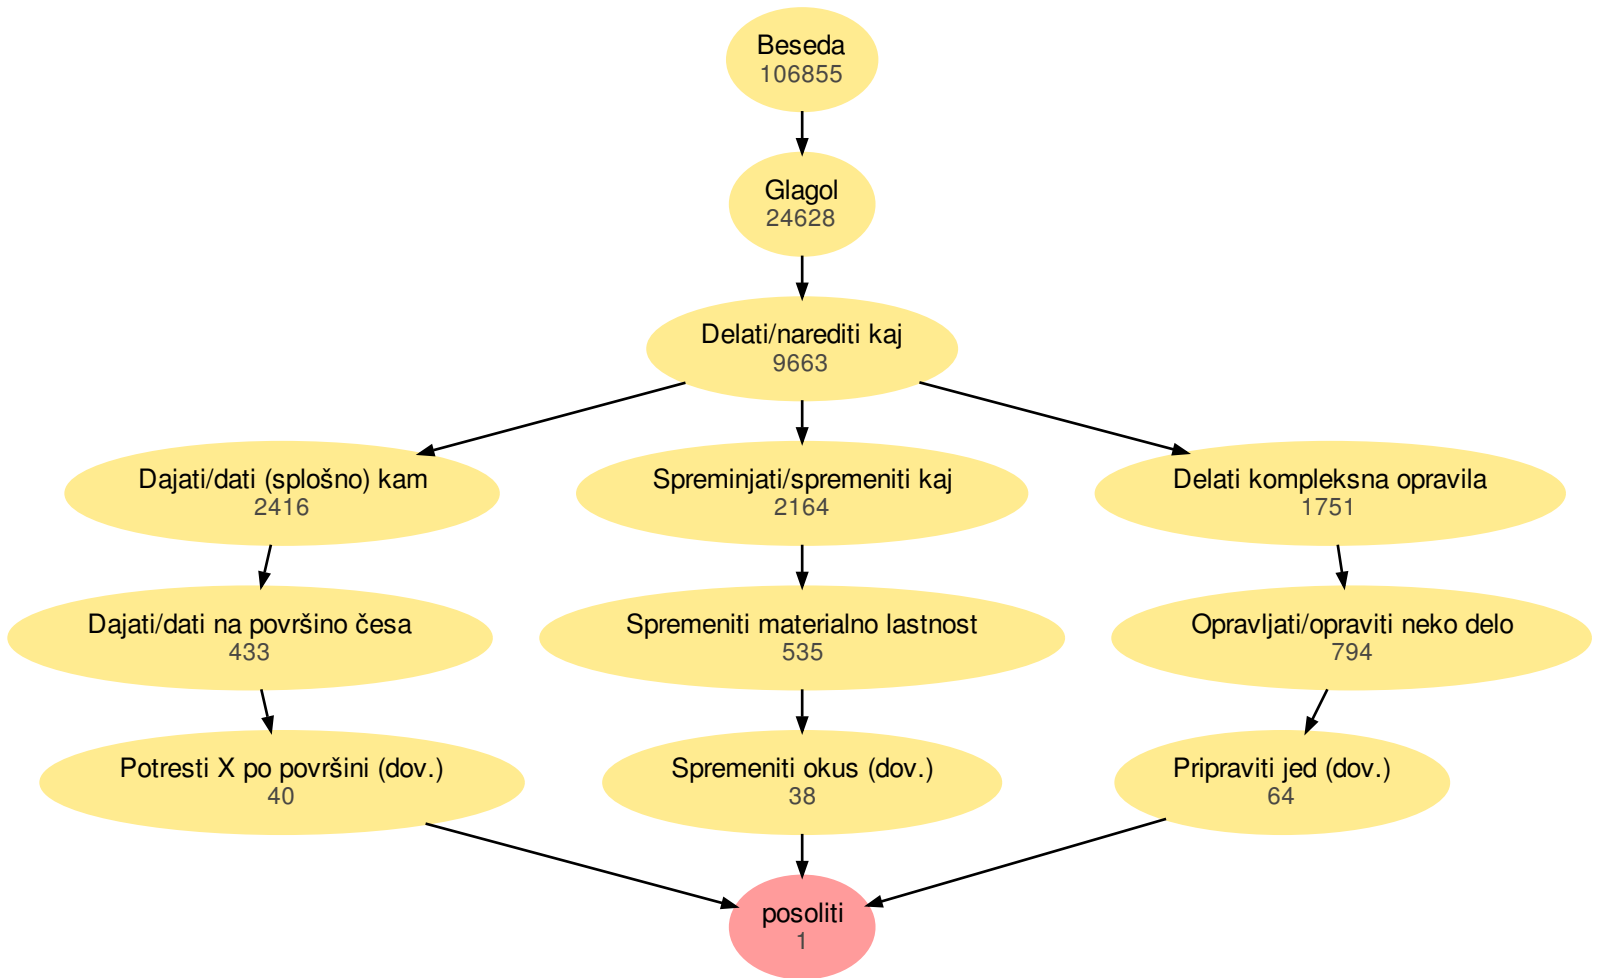 Beseda
106855
Glagol
24628
Delati/narediti kaj
9663
Dajati/dati (splošno) kam
2416
Spreminjati/spremeniti kaj
2164
Delati kompleksna opravila
1751
Dajati/dati na površino česa
433
Spremeniti materialno lastnost
535
Opravljati/opraviti neko delo
794
Potresti X po površini (dov.)
40
Spremeniti okus (dov.)
38
Pripraviti jed (dov.)
64
posoliti
1